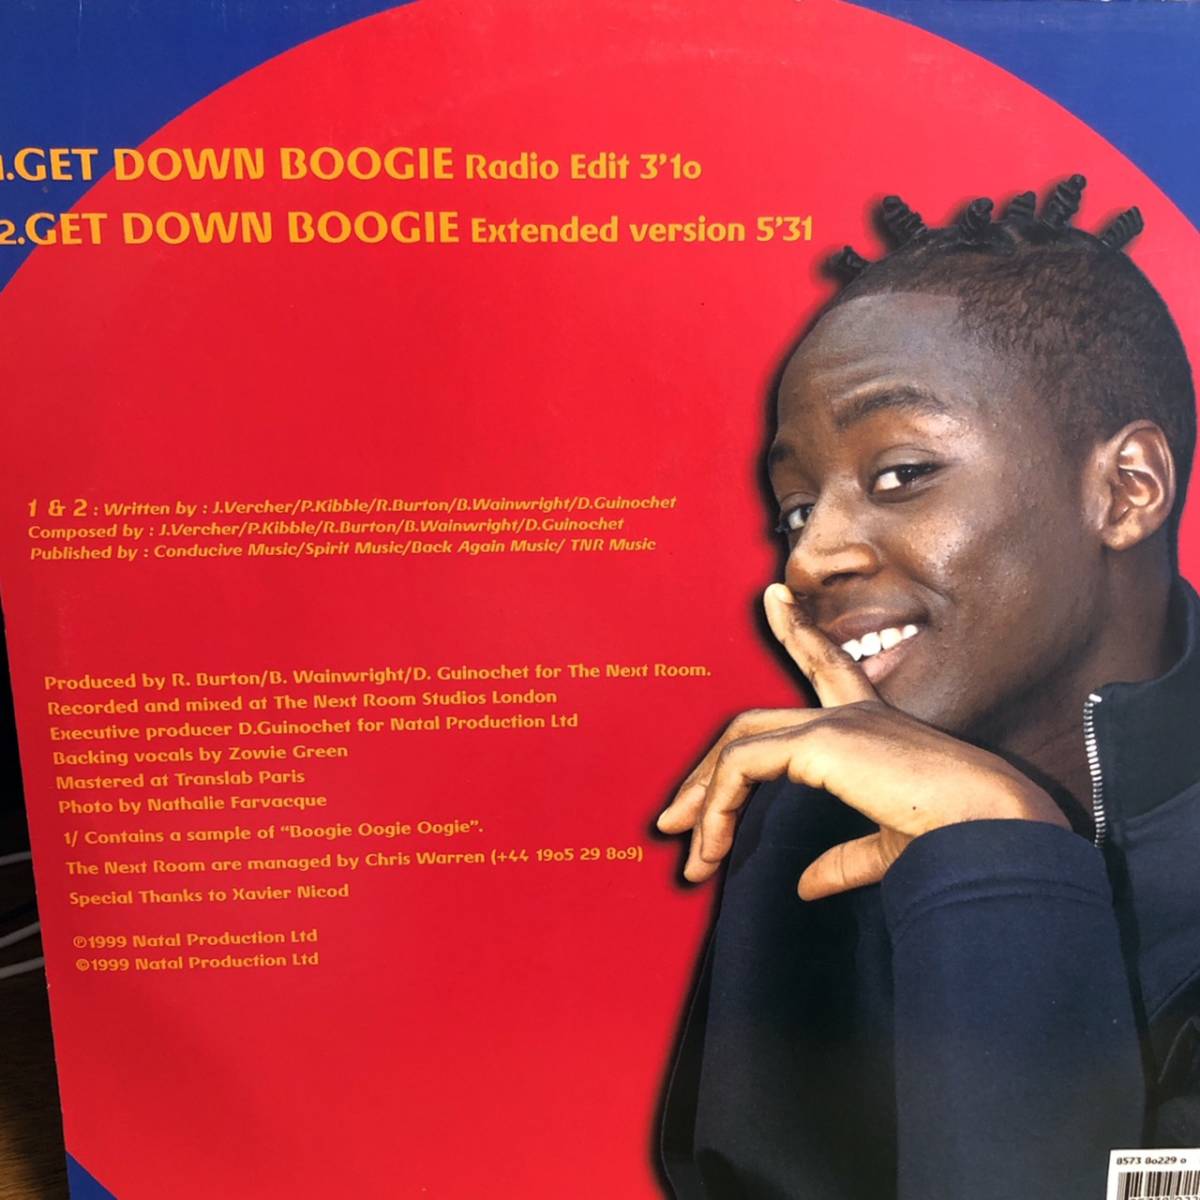 1.GET DOWN BOOGIE Radio Edit 3'10
2.GET DOWN BOOGIE Extended version 5'31
1 & 2 : Written by : J.Vercher/P.Kibble/R.Burton/B.Wainwright/D.Guinochet
Composed by : J.Vercher/P.Kibble/R.Burton/B.Wainwright/D.Guinochet
Published by : Conducive Music/Spirit Music/Back Again Music/ TNR Music
Produced by R. Burton/B. Wainwright/D. Guinochet for The Next Room.
Recorded and mixed at The Next Room Studios London
Executive producer D.Guinochet for Natal Production Ltd
Backing vocals by Zowie Green
Mastered at Translab Paris
Photo by Nathalie Farvacque
1/ Contains a sample of "Boogie Oogie Oogie".
The Next Room are managed by Chris Warren (+44 1905 29 809)
Special Thanks to Xavier Nicod
℗1999 Natal Production Ltd
©1999 Natal Production Ltd
8573 80229 0